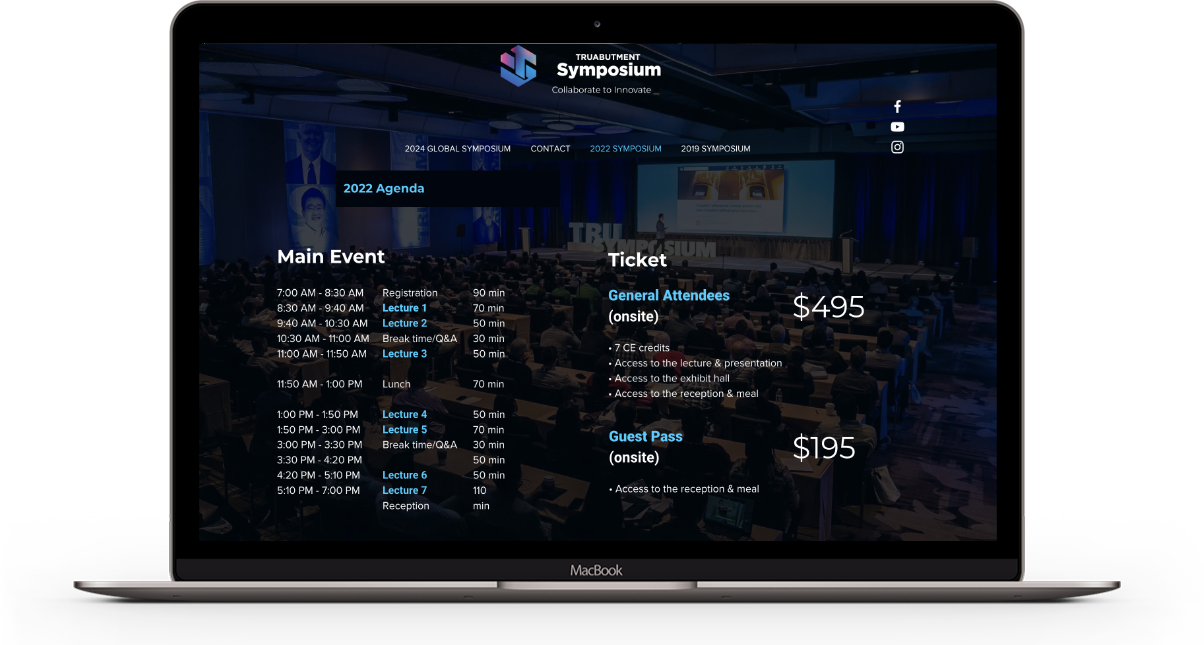 TRUABUTMENT
Symposium
Collaborate to Innovate _
2024 GLOBAL SYMPOSIUM CONTACT 2022 SYMPOSIUM 2019 SYMPOSIUM
2022 Agenda
TRU
SYMPOSIUM
Main Event
7:00 AM - 8:30 AM Registration 90 min
8:30 AM - 9:40 AM Lecture 1 70 min
9:40 AM - 10:30 AM Lecture 2 50 min
10:30 AM - 11:00 AM Break time/Q&A 30 min
11:00 AM - 11:50 AM Lecture 3 50 min
11:50 AM - 1:00 PM Lunch 70 min
1:00 PM - 1:50 PM Lecture 4 50 min
1:50 PM - 3:00 PM Lecture 5 70 min
3:00 PM - 3:30 PM Break time/Q&A 30 min
3:30 PM - 4:20 PM 50 min
4:20 PM - 5:10 PM Lecture 6 50 min
5:10 PM - 7:00 PM Lecture 7 110
Reception min
Ticket
General Attendees
(onsite)
$495
• 7 CE credits
• Access to the lecture & presentation
• Access to the exhibit hall
• Access to the reception & meal
Guest Pass
(onsite)
$195
• Access to the reception & meal
MacBook